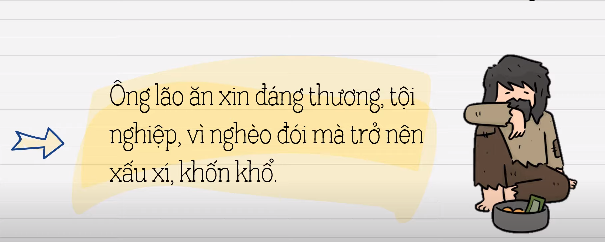 Ông lão ăn xin đáng thương, tội
nghiệp, vì nghèo đói mà trở nên
xấu xí, khốn khổ.